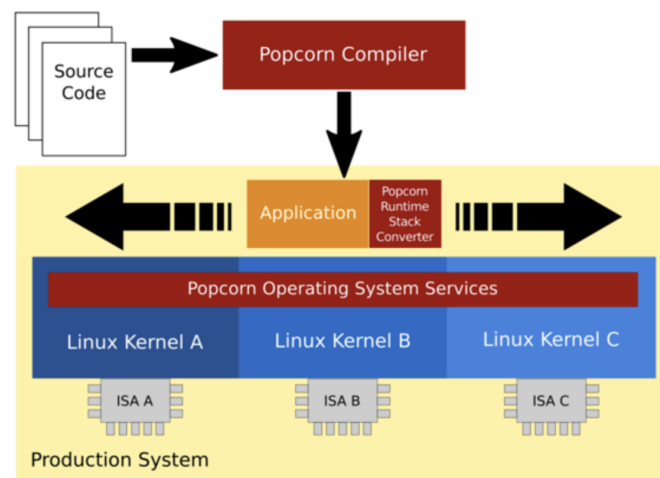 Source
Code
Popcorn Compiler
Application
Popcorn
Runtime
Stack
Converter
Popcorn Operating System Services
Linux Kernel A
Linux Kernel B
Linux Kernel C
ISA A
ISA B
ISA C
Production System